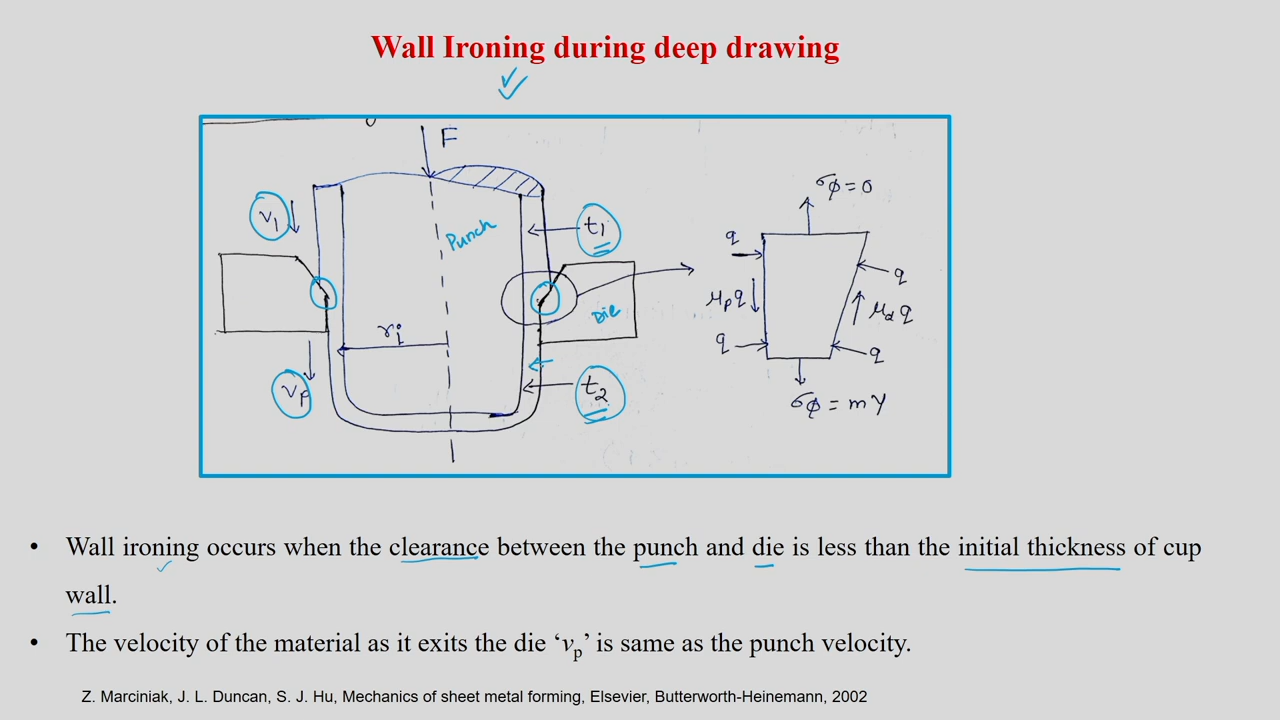 Wall Ironing during deep drawing
F
v₁
Punch
t₁
Die
rᵢ
vₚ
t₂
σϕ = 0
q
q
μₚq
μ_d q
q
q
σϕ = mY
• Wall ironing occurs when the clearance between the punch and die is less than the initial thickness of cup
wall.
• The velocity of the material as it exits the die ‘vₚ’ is same as the punch velocity.
Z. Marciniak, J. L. Duncan, S. J. Hu, Mechanics of sheet metal forming, Elsevier, Butterworth-Heinemann, 2002